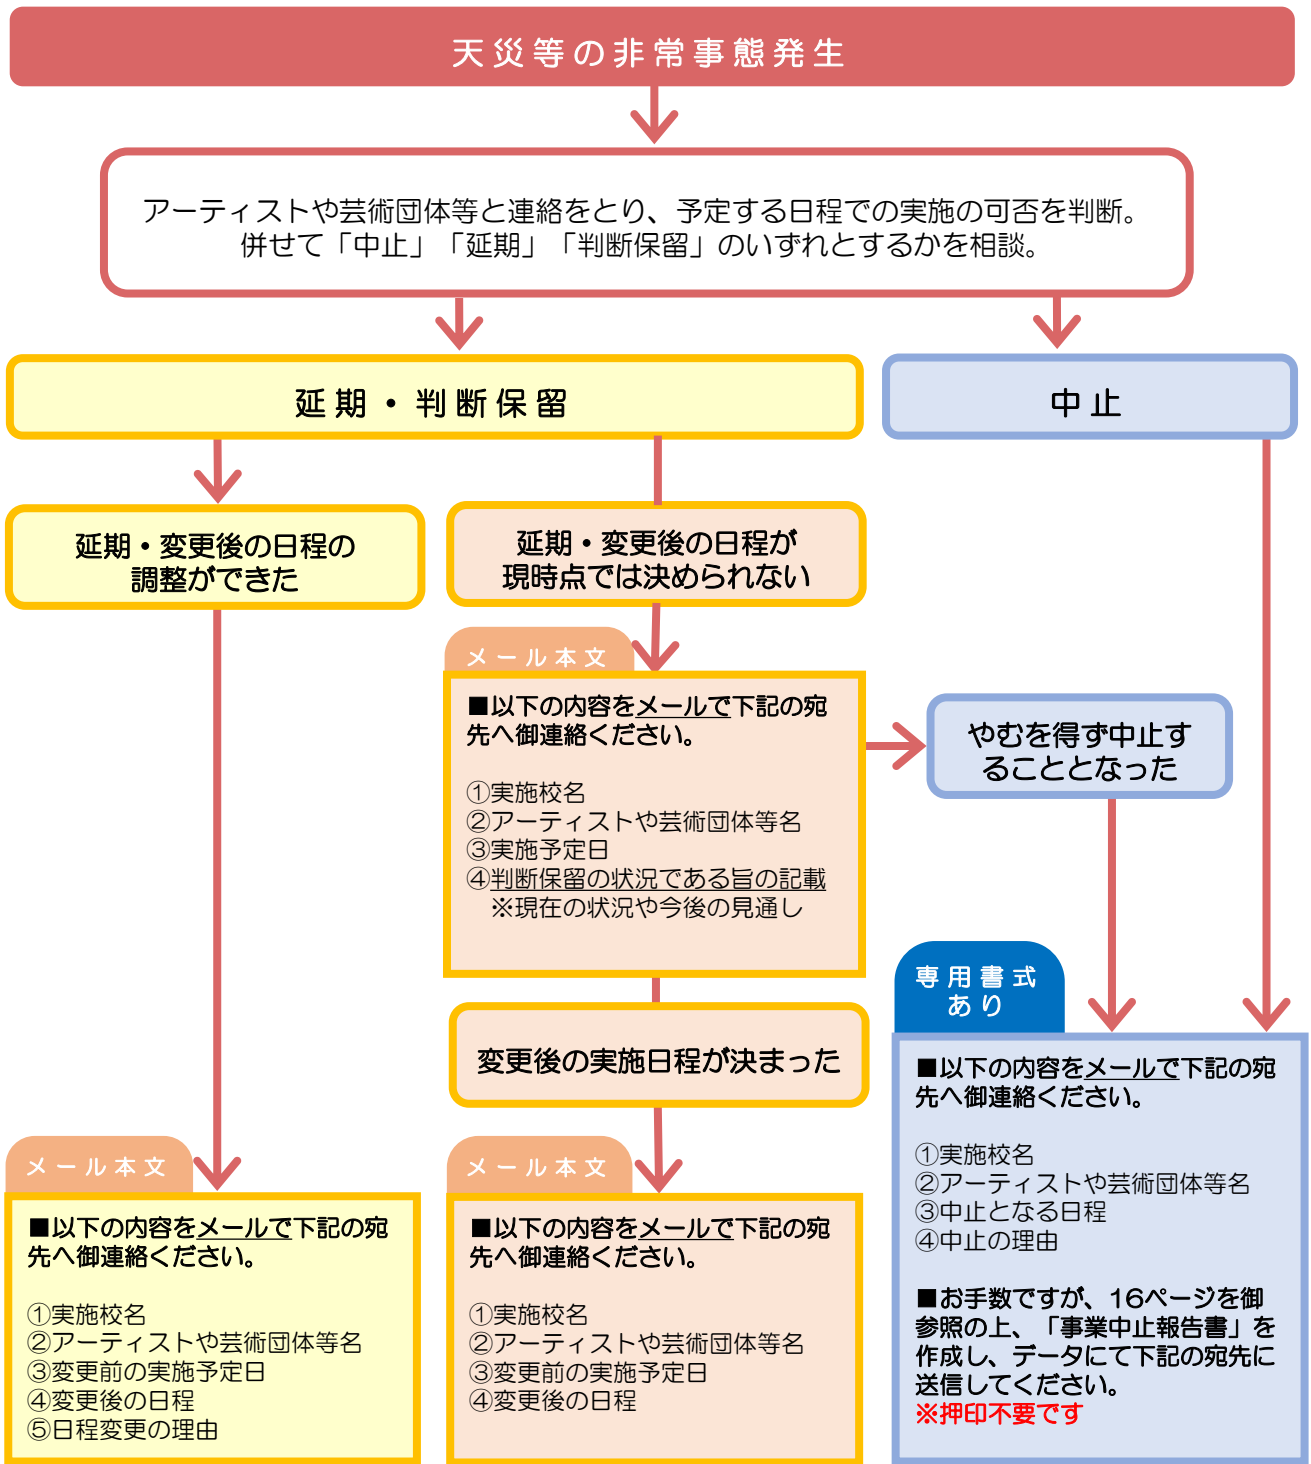 天災等の非常事態発生
アーティストや芸術団体等と連絡をとり、予定する日程での実施の可否を判断。
併せて「中止」「延期」「判断保留」のいずれとするかを相談。
延期・判断保留
中止
延期・変更後の日程の
調整ができた
延期・変更後の日程が
現時点では決められない
メール本文
■以下の内容をメールで下記の宛
先へ御連絡ください。
①実施校名
②アーティストや芸術団体等名
③実施予定日
④判断保留の状況である旨の記載
※現在の状況や今後の見通し
やむを得ず中止す
ることとなった
変更後の実施日程が決まった
メール本文
■以下の内容をメールで下記の宛
先へ御連絡ください。
①実施校名
②アーティストや芸術団体等名
③変更前の実施予定日
④変更後の日程
⑤日程変更の理由
メール本文
■以下の内容をメールで下記の宛
先へ御連絡ください。
①実施校名
②アーティストや芸術団体等名
③変更前の実施予定日
④変更後の日程
専用書式
あり
■以下の内容をメールで下記の宛
先へ御連絡ください。
①実施校名
②アーティストや芸術団体等名
③中止となる日程
④中止の理由
■お手数ですが、16ページを御
参照の上、「事業中止報告書」を
作成し、データにて下記の宛先に
送信してください。
※押印不要です